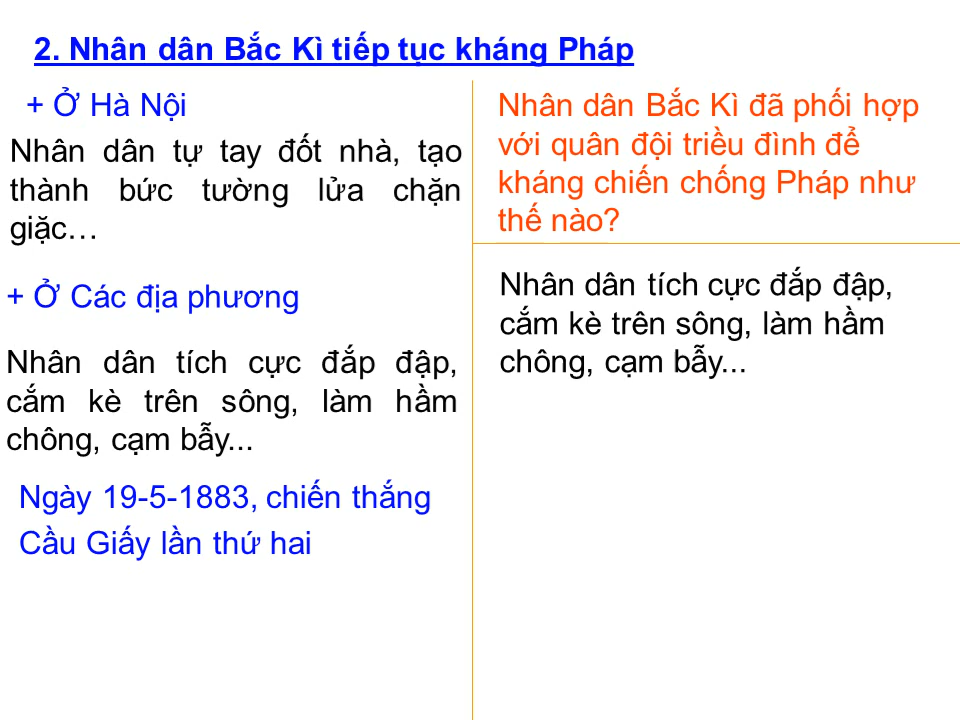 2. Nhân dân Bắc Kì tiếp tục kháng Pháp
+ Ở Hà Nội
Nhân dân tự tay đốt nhà, tạo
thành bức tường lửa chặn
giặc…
+ Ở Các địa phương
Nhân dân tích cực đắp đập,
cắm kè trên sông, làm hầm
chông, cạm bẫy...
Ngày 19-5-1883, chiến thắng
Cầu Giấy lần thứ hai
Nhân dân Bắc Kì đã phối hợp
với quân đội triều đình để
kháng chiến chống Pháp như
thế nào?
Nhân dân tích cực đắp đập,
cắm kè trên sông, làm hầm
chông, cạm bẫy...